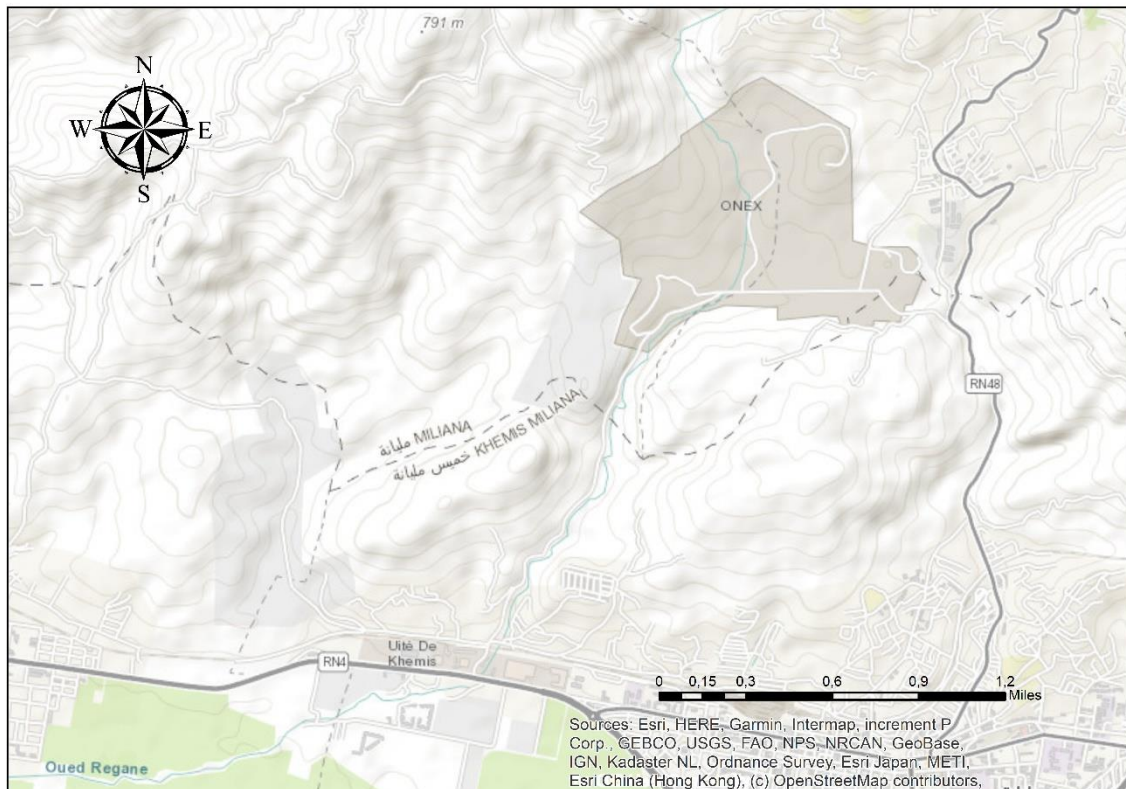 791 m
N
W E
S
ONEX
RN48
مليانة MILIANA
خميس مليانة KHEMIS MILIANA
Uité De
Khemis
RN4
0 0,15 0,3 0,6 0,9 1,2
Miles
Sources: Esri, HERE, Garmin, Intermap, increment P
Corp., GEBCO, USGS, FAO, NPS, NRCAN, GeoBase,
IGN, Kadaster NL, Ordnance Survey, Esri Japan, METI,
Esri China (Hong Kong), (c) OpenStreetMap contributors,
Oued Regane